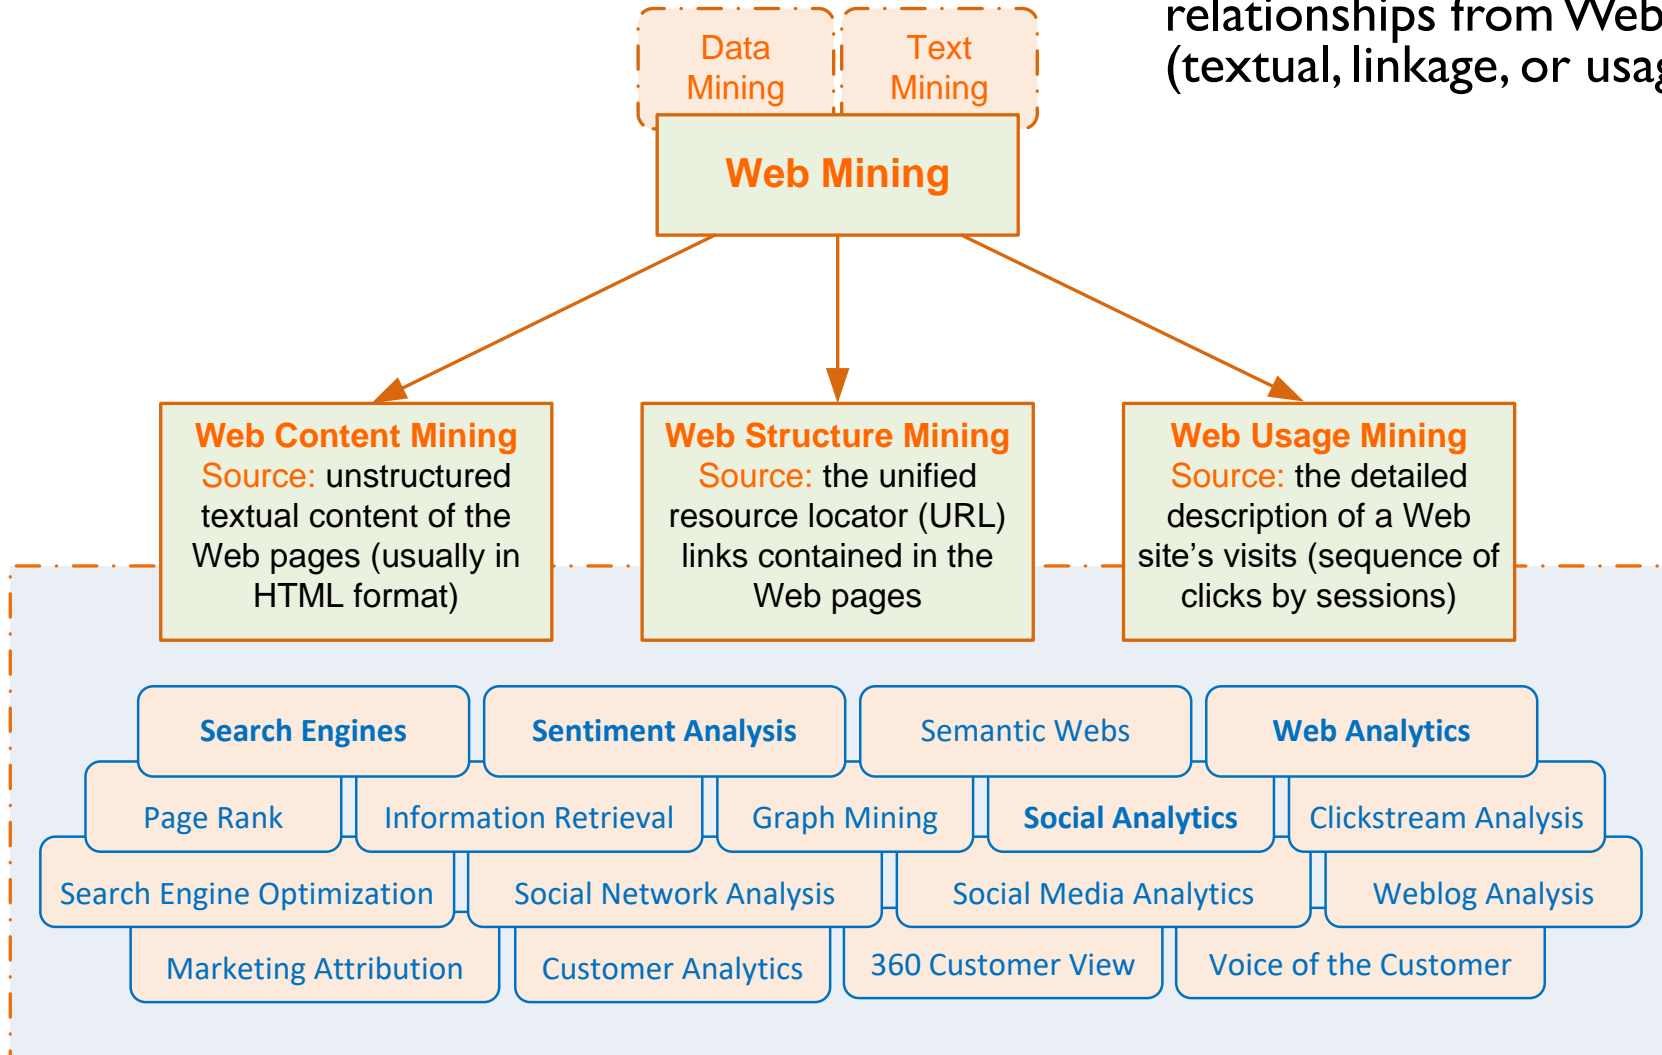 relationships from Web
(textual, linkage, or usag
Data
Mining
Text
Mining
Web Mining
Web Content Mining
Source: unstructured
textual content of the
Web pages (usually in
HTML format)
Web Structure Mining
Source: the unified
resource locator (URL)
links contained in the
Web pages
Web Usage Mining
Source: the detailed
description of a Web
site's visits (sequence of
clicks by sessions)
Search Engines
Sentiment Analysis
Semantic Webs
Web Analytics
Page Rank
Information Retrieval
Graph Mining
Social Analytics
Clickstream Analysis
Search Engine Optimization
Social Network Analysis
Social Media Analytics
Weblog Analysis
Marketing Attribution
Customer Analytics
360 Customer View
Voice of the Customer